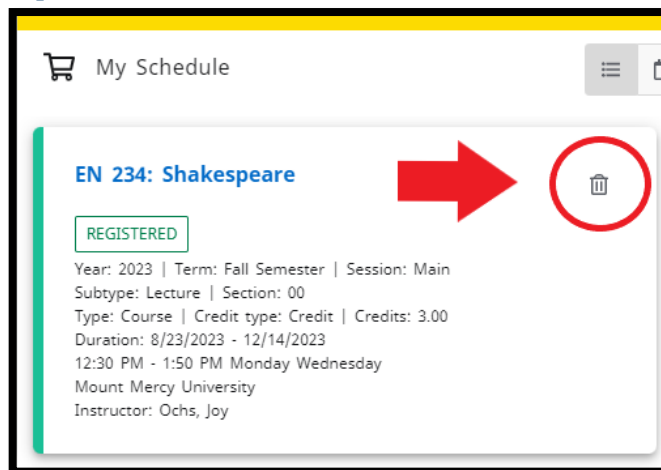 My Schedule
EN 234: Shakespeare
REGISTERED
Year: 2023 | Term: Fall Semester | Session: Main
Subtype: Lecture | Section: 00
Type: Course | Credit type: Credit | Credits: 3.00
Duration: 8/23/2023 - 12/14/2023
12:30 PM - 1:50 PM Monday Wednesday
Mount Mercy University
Instructor: Ochs, Joy